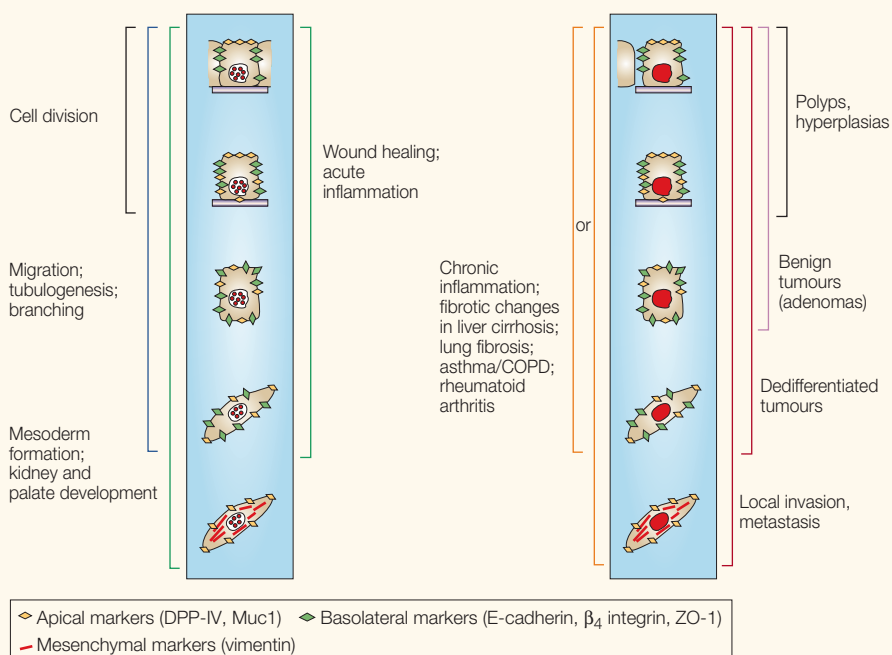 Cell division
Migration;
tubulogenesis;
branching
Mesoderm
formation;
kidney and
palate development
Wound healing;
acute
inflammation
Chronic
inflammation;
fibrotic changes
in liver cirrhosis;
lung fibrosis;
asthma/COPD;
rheumatoid
arthritis
or
Polyps,
hyperplasias
Benign
tumours
(adenomas)
Dedifferentiated
tumours
Local invasion,
metastasis
Apical markers (DPP-IV, Muc1) Basolateral markers (E-cadherin, β4 integrin, ZO-1)
Mesenchymal markers (vimentin)